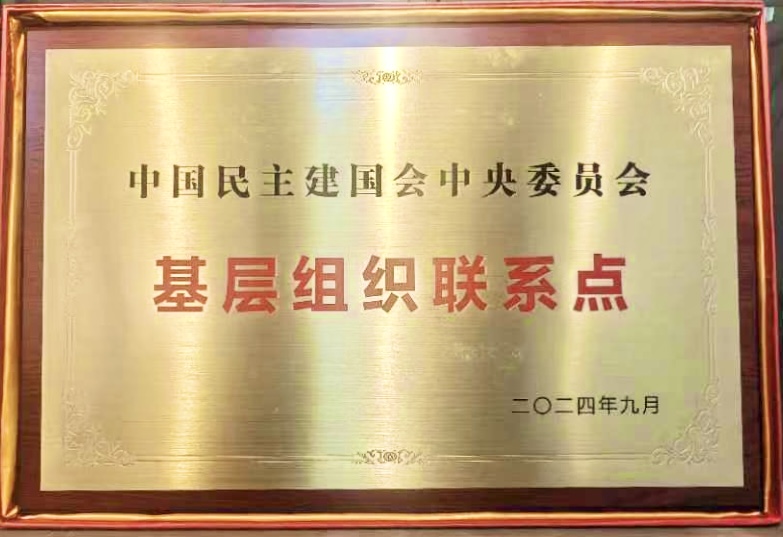 中国民主建国会中央委员会
基层组织联系点
二〇二四年九月